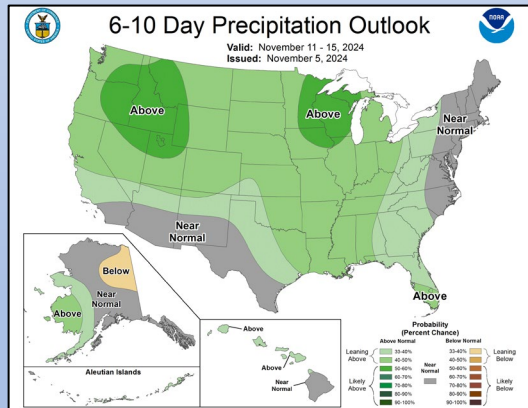 6-10 Day Precipitation Outlook
Valid: November 11 - 15, 2024
Issued: November 5, 2024
NOAA
Above
Above
Near
Normal
Near
Normal
Above
Below
Near
Normal
Above
Aleutian Islands
Above
Above
Near
Normal
Probability
(Percent Chance)
Above Normal
Below Normal
Leaning
Above
33-40%
40-50%
50-60%
60-70%
70-80%
80-90%
90-100%
Likely
Above
Near
Normal
33-40%
40-50%
50-60%
60-70%
70-80%
80-90%
90-100%
Leaning
Below
Likely
Below